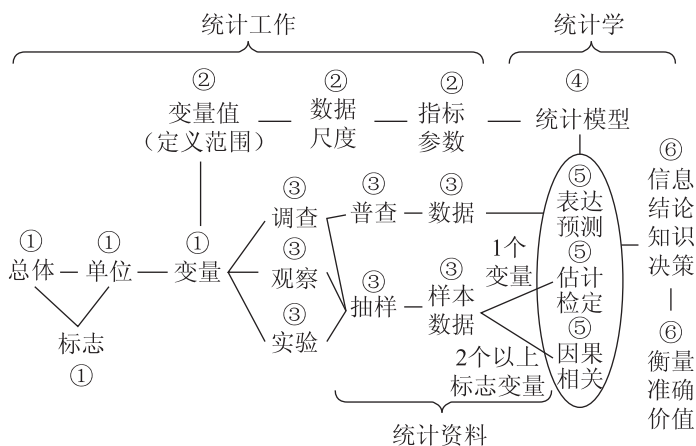 统计工作
统计学
②
变量值
（定义范围）
②
数据
尺度
②
指标
参数
④
统计模型
①
总体
①
单位
标志
①
①
变量
③
调查
③
观察
③
实验
③
普查
③
数据
③
抽样
③
样本
数据
1个
变量
2个以上
标志变量
⑤
表达
预测
⑤
估计
检定
⑤
因果
相关
⑥
信息
结论
知识
决策
⑥
衡量
准确
价值
统计资料